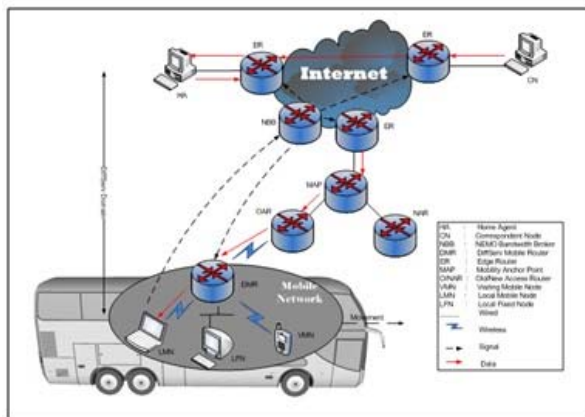 ER
ER
Internet
HA
CN
NBB
ER
MAP
OAR
NAR
DiffServ Domain
DMR
Mobile
Network
Movement
LMN
LFN
VMN
HA : Home Agent
CN : Correspondent Node
NBB : NEMO Bandwidth Broker
DMR : DiffServ Mobile Router
ER : Edge Router
MAP : Mobility Anchor Point
O/NAR : Old/New Access Router
VMN : Visiting Mobile Node
LMN : Local Mobile Node
LFN : Local Fixed Node
Wired
Wireless
Signal
Data